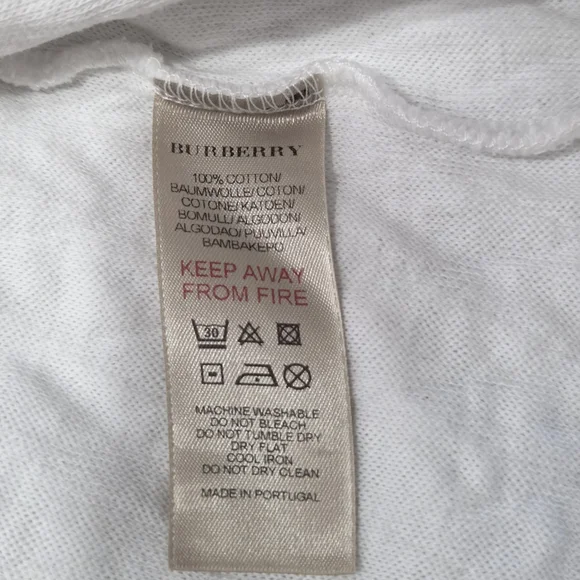 BURBERRY
100% COTTON/
BAUMWOLLE/COTON/
COTONE/KATOEN/
BOMULL/ALGODON/
ALGODAO/PUUVILLA/
BAMBAKEPO
KEEP AWAY
FROM FIRE
30
MACHINE WASHABLE
DO NOT BLEACH
DO NOT TUMBLE DRY
DRY FLAT
COOL IRON
DO NOT DRY CLEAN
MADE IN PORTUGAL